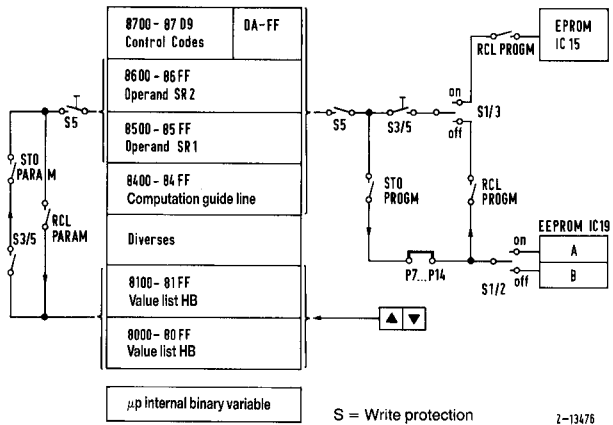 8700 - 87 D9
Control Codes
DA-FF
8600 - 86 FF
Operand SR 2
8500 - 85 FF
Operand SR 1
8400 - 84 FF
Computation guide line
Diverses
8100 - 81 FF
Value list HB
8000 - 80 FF
Value list HB
μp internal binary variable
S5
STO
PARAM
RCL
PARAM
S3/5
S5
S3/5
STO
PROGM
RCL
PROGM
P7...P14
RCL PROGM
on
off
S1/3
EPROM
IC 15
EEPROM IC19
on
off
A
B
S1/2
▲ ▼
S = Write protection
2-13476